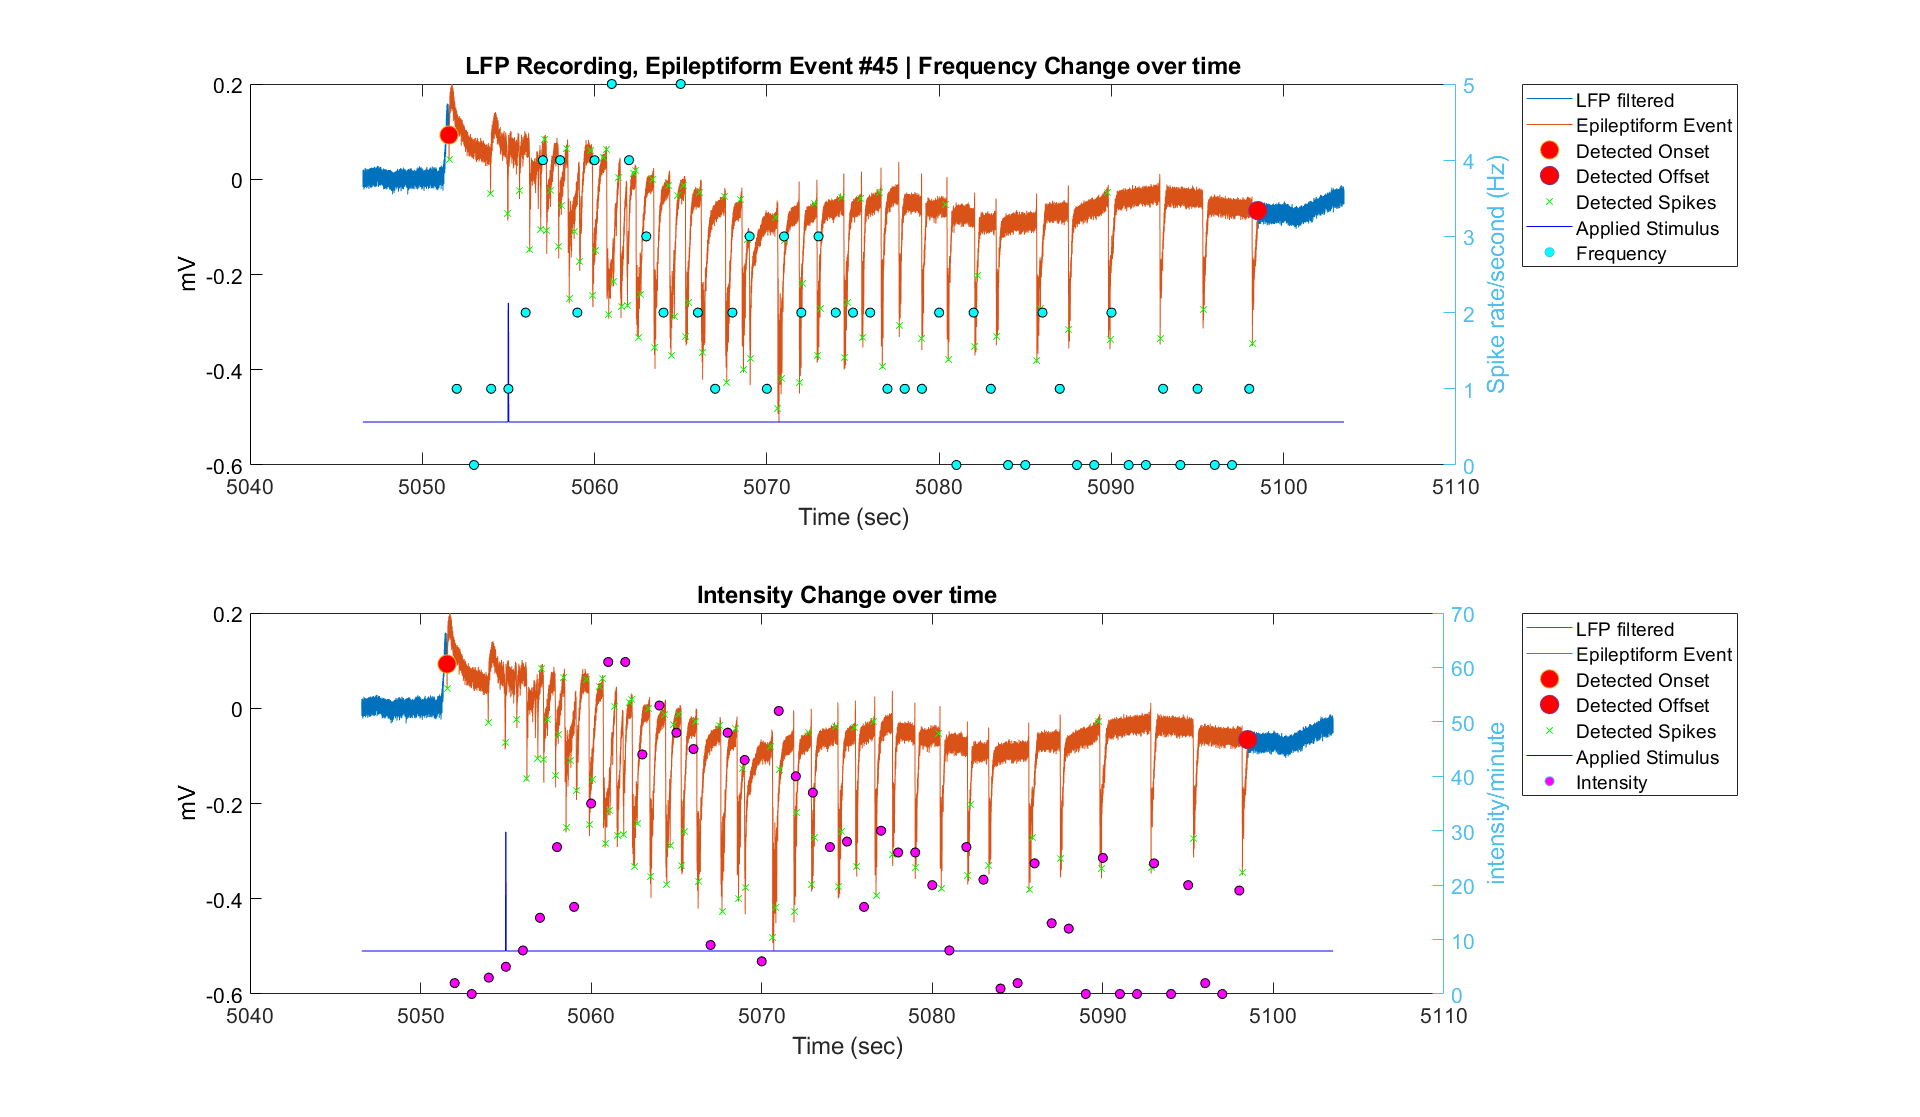 LFP Recording, Epileptiform Event #45 | Frequency Change over time
0.2
0
-0.2
-0.4
-0.6
mV
5040 5050 5060 5070 5080 5090 5100 5110
Time (sec)
5
4
3
2
1
0
Spike rate/second (Hz)
LFP filtered
Epileptiform Event
Detected Onset
Detected Offset
Detected Spikes
Applied Stimulus
Frequency
Intensity Change over time
0.2
0
-0.2
-0.4
-0.6
mV
5040 5050 5060 5070 5080 5090 5100 5110
Time (sec)
70
60
50
40
30
20
10
0
intensity/minute
LFP filtered
Epileptiform Event
Detected Onset
Detected Offset
Detected Spikes
Applied Stimulus
Intensity